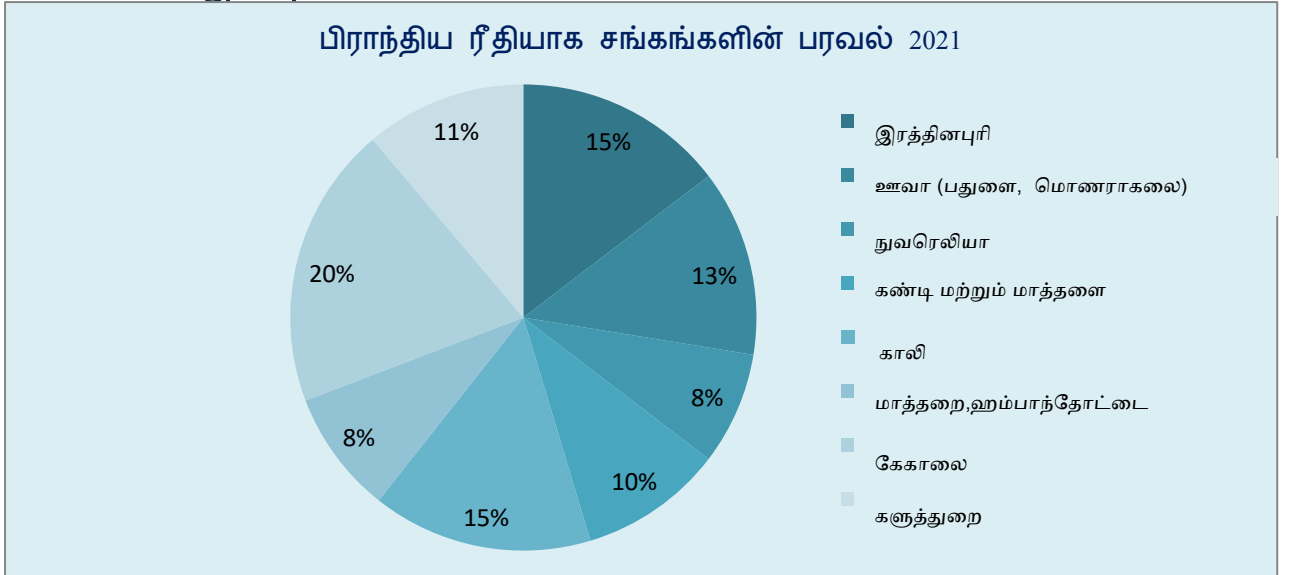 பிராந்திய ரீதியாக சங்கங்களின் பரவல் 2021
11%
15%
இரத்தினபுரி
ஊவா (பதுளை, மொணராகலை)
நுவரெலியா
20%
13%
கண்டி மற்றும் மாத்தளை
காலி
8%
மாத்தறை,ஹம்பாந்தோட்டை
8%
கேகாலை
10%
15%
களுத்துறை